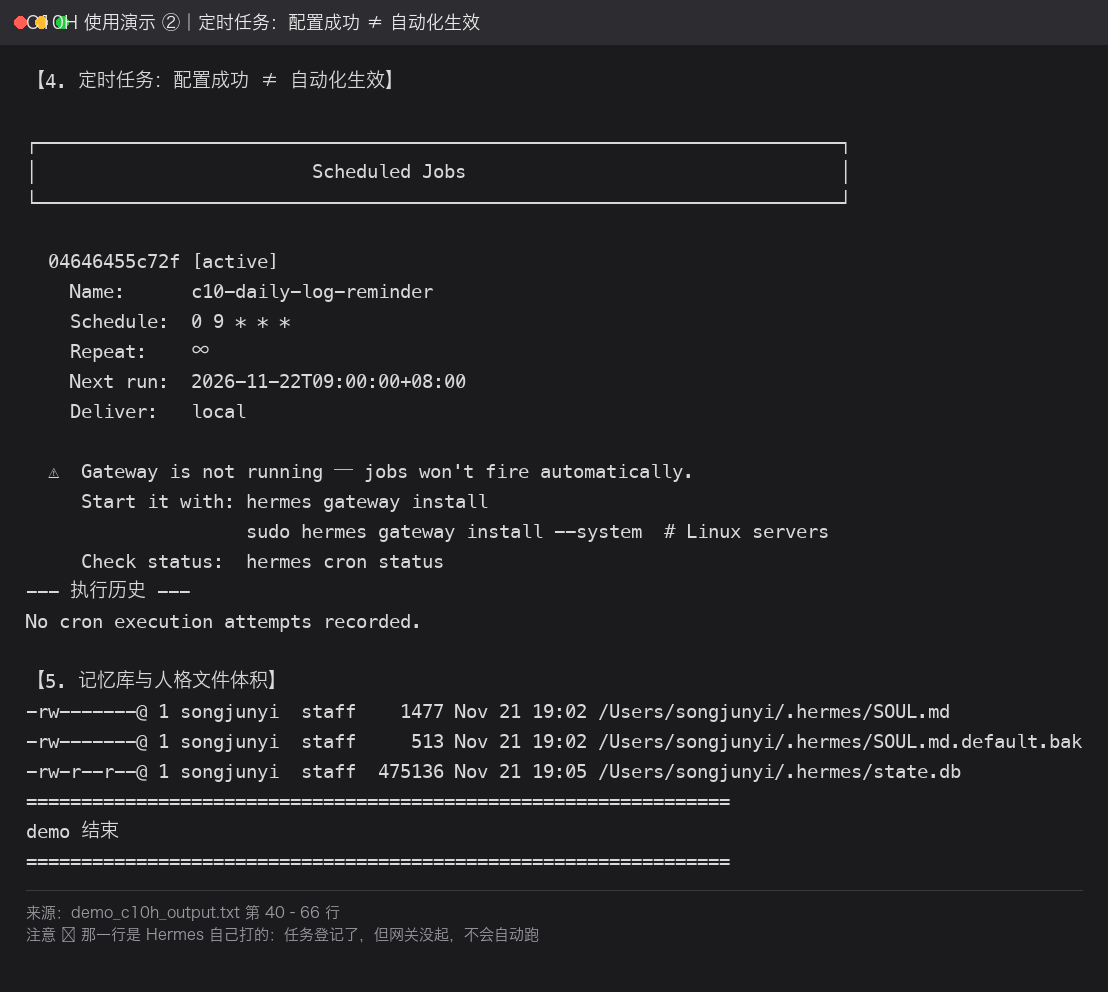 C10H 使用演示 ②｜定时任务：配置成功 ≠ 自动化生效
【4. 定时任务：配置成功 ≠ 自动化生效】
Scheduled Jobs
04646455c72f [active]
Name: c10-daily-log-reminder
Schedule: 0 9 * * *
Repeat: ∞
Next run: 2026-11-22T09:00:00+08:00
Deliver: local
⚠ Gateway is not running — jobs won't fire automatically.
Start it with: hermes gateway install
sudo hermes gateway install --system # Linux servers
Check status: hermes cron status
--- 执行历史 ---
No cron execution attempts recorded.
【5. 记忆库与人格文件体积】
-rw-------@ 1 songjunyi staff 1477 Nov 21 19:02 /Users/songjunyi/.hermes/SOUL.md
-rw-------@ 1 songjunyi staff 513 Nov 21 19:02 /Users/songjunyi/.hermes/SOUL.md.default.bak
-rw-r--r--@ 1 songjunyi staff 475136 Nov 21 19:05 /Users/songjunyi/.hermes/state.db
================================================================
demo 结束
================================================================
来源：demo_c10h_output.txt 第 40 - 66 行
注意 那一行是 Hermes 自己打的：任务登记了，但网关没起，不会自动跑